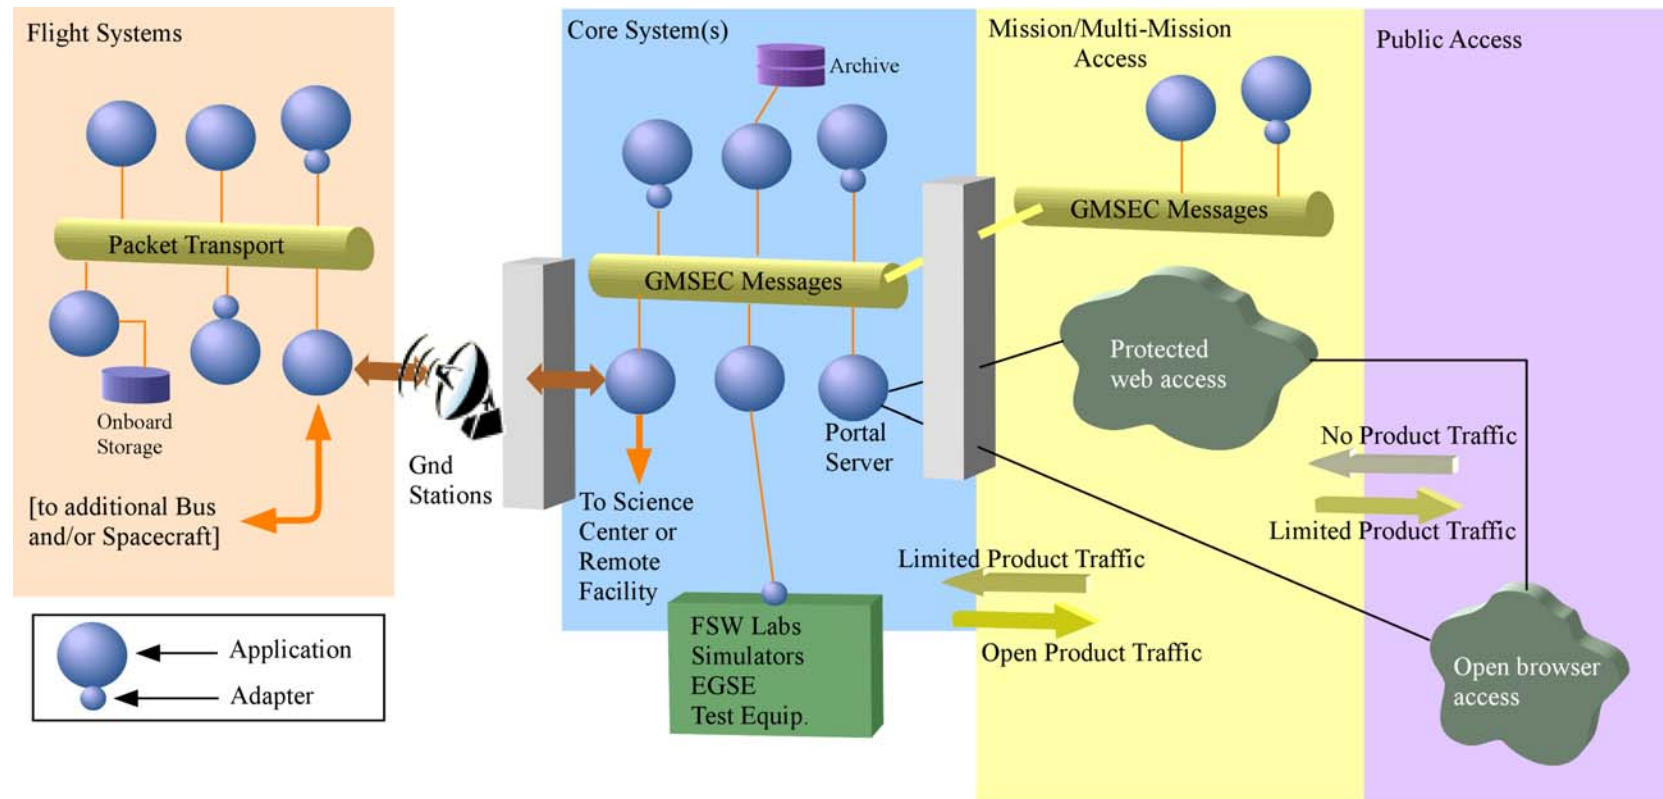 Flight Systems
Packet Transport
Onboard
Storage
[to additional Bus
and/or Spacecraft]
Application
Adapter
Gnd
Stations
Core System(s)
Archive
GMSEC Messages
Portal
Server
To Science
Center or
Remote
Facility
FSW Labs
Simulators
EGSE
Test Equip.
Mission/Multi-Mission
Access
GMSEC Messages
Protected
web access
Limited Product Traffic
Open Product Traffic
Public Access
No Product Traffic
Limited Product Traffic
Open browser
access